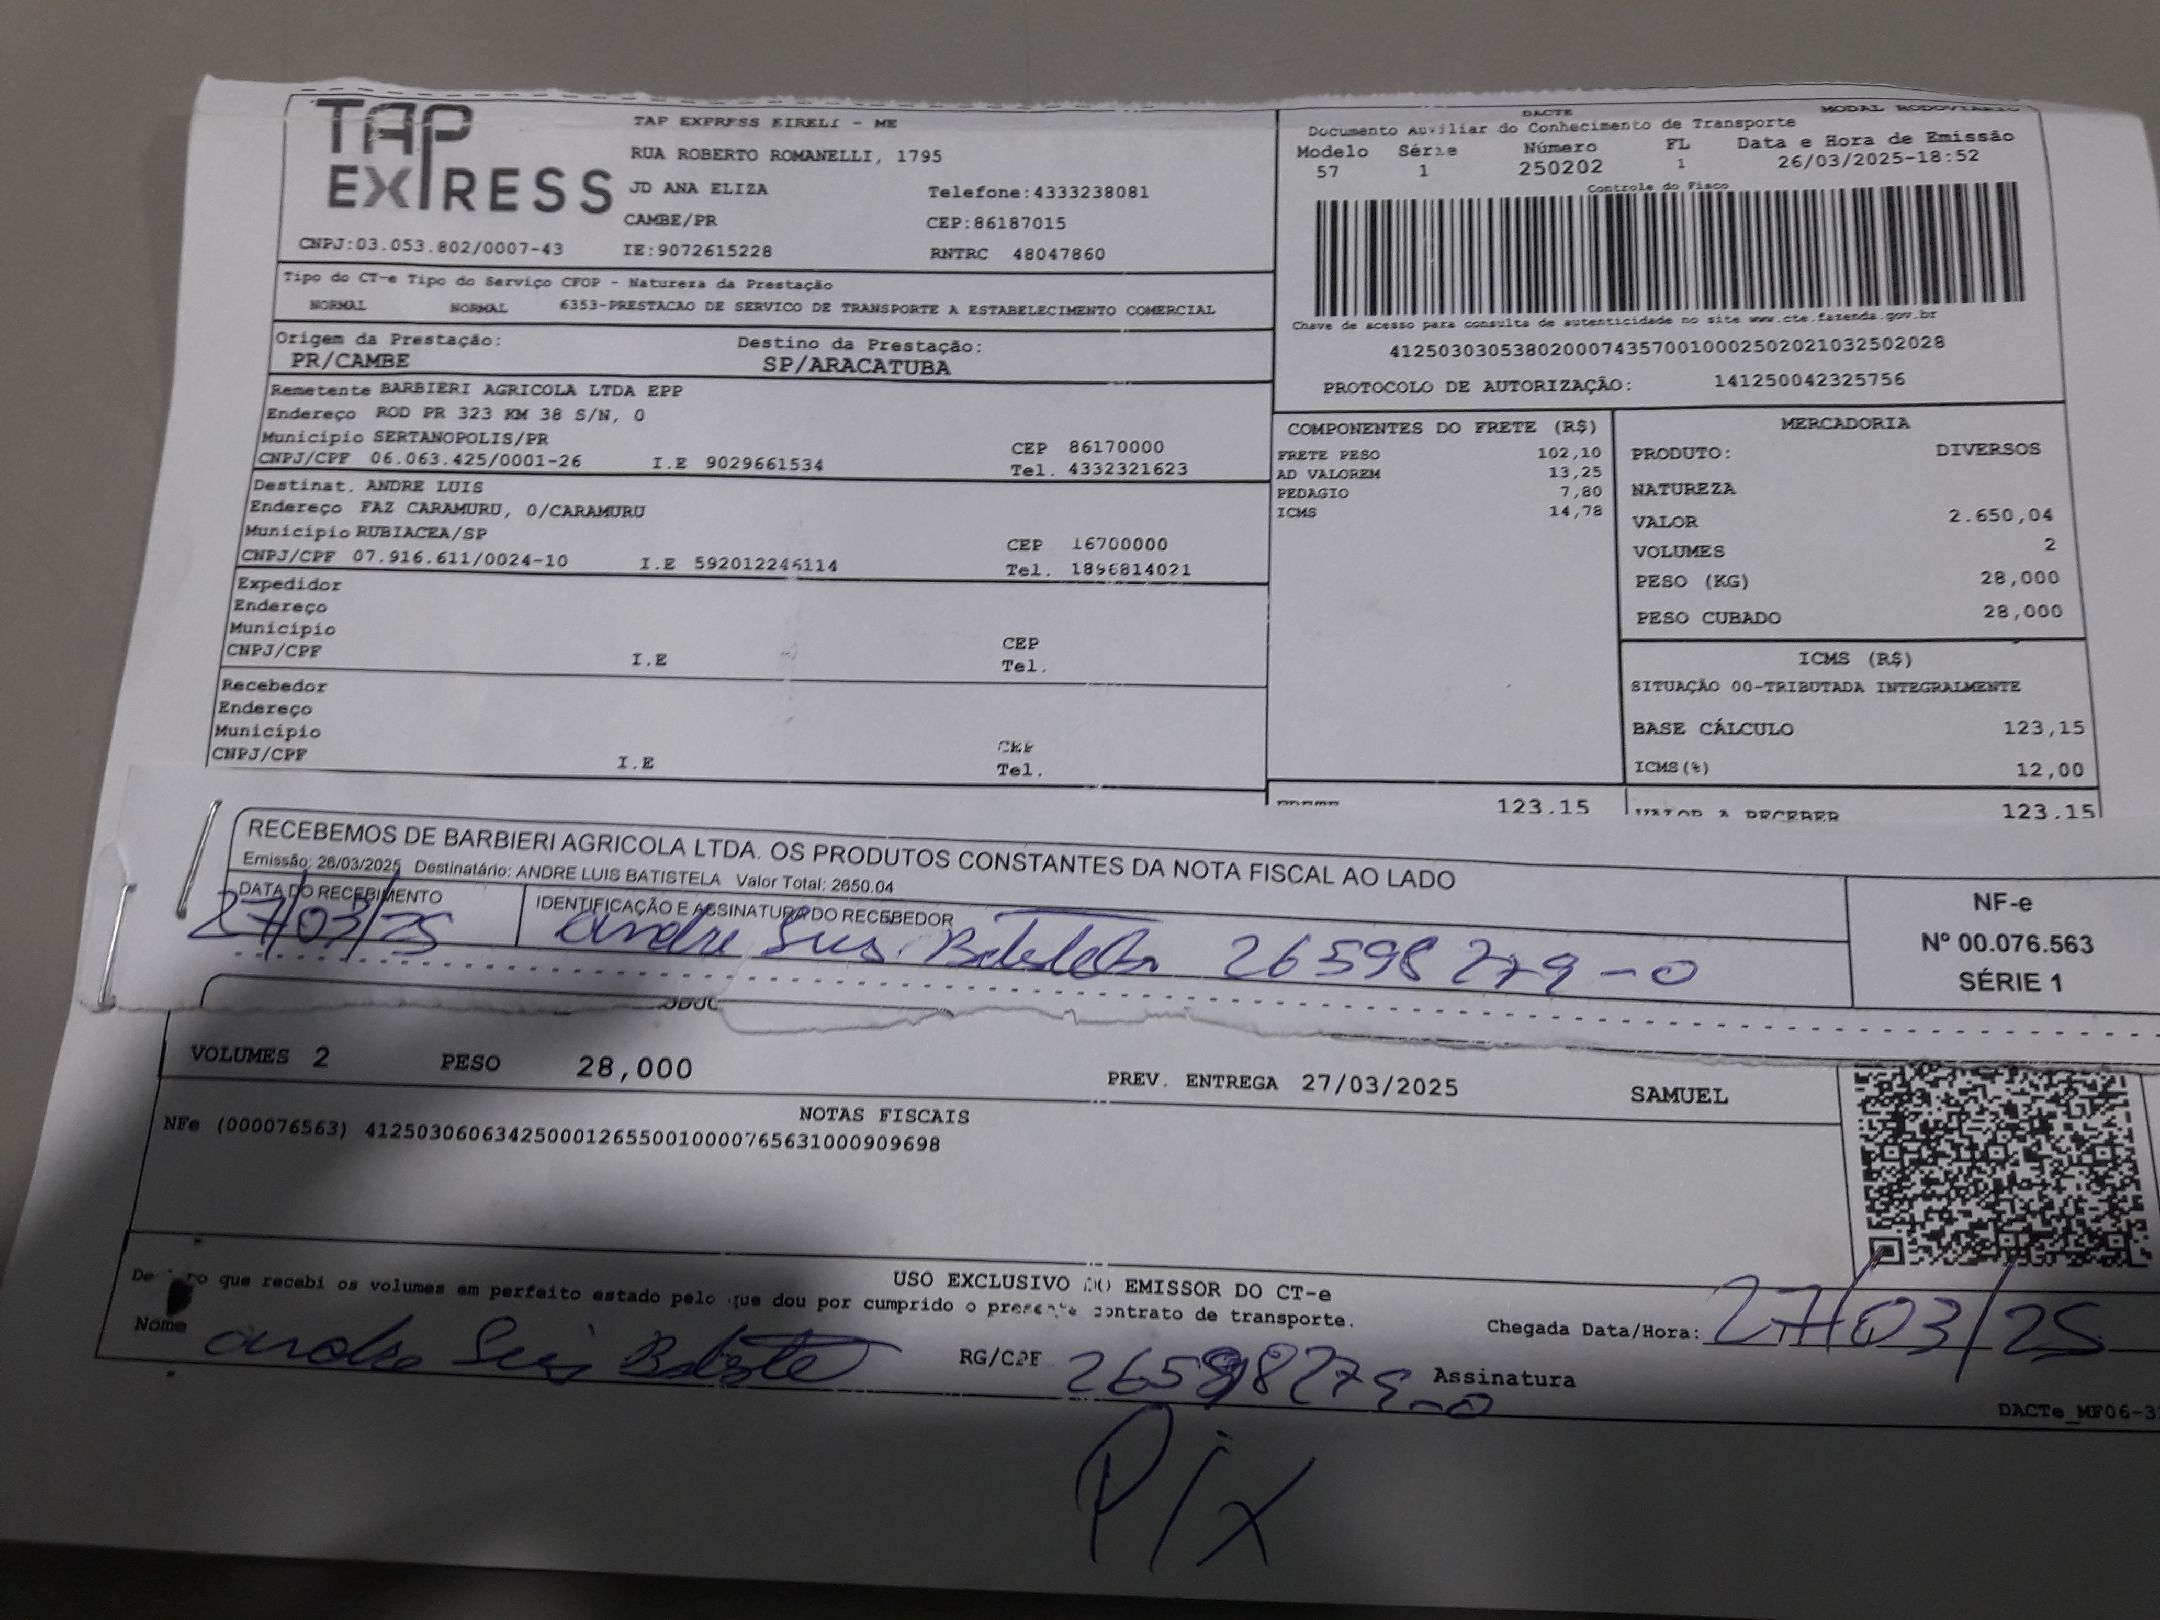 TAP EXPRESS
TAP EXPRESS EIRELI - ME
RUA ROBERTO ROMANELLI, 1795
JD ANA ELIZA Telefone:4333238081
CAMBE/PR CEP:86187015
CNPJ:03.053.802/0007-43 IE:9072615228 RNTRC 48047860
DACTE MODAL RODOVIARIO
Documento Auxiliar do Conhecimento de Transporte
Modelo Série Número FL Data e Hora de Emissão
57 1 250202 1 26/03/2025-18:52
Controle do Fisco
Chave de acesso para consulta de autenticidade no site www.cte.fazenda.gov.br
41250303053802000743570010002502021032502028
PROTOCOLO DE AUTORIZAÇÃO: 141250042325756
Tipo do CT-e Tipo do Serviço CFOP - Natureza da Prestação
NORMAL NORMAL 6353-PRESTACAO DE SERVICO DE TRANSPORTE A ESTABELECIMENTO COMERCIAL
Origem da Prestação: Destino da Prestação:
PR/CAMBE SP/ARACATUBA
Remetente BARBIERI AGRICOLA LTDA EPP
Endereço ROD PR 323 KM 38 S/N, 0
Município SERTANOPOLIS/PR CEP 86170000
CNPJ/CPF 06.063.425/0001-26 I.E 9029661534 Tel. 4332321623
Destinat. ANDRE LUIS
Endereço FAZ CARAMURU, 0/CARAMURU
Município RUBIACEA/SP CEP 16700000
CNPJ/CPF 07.916.611/0024-10 I.E 592012246114 Tel. 1896814021
Expedidor
Endereço
Município CEP
CNPJ/CPF I.E Tel.
Recebedor
Endereço
Município CEP
CNPJ/CPF I.E Tel.
COMPONENTES DO FRETE (R$)
FRETE PESO 102,10
AD VALOREM 13,25
PEDAGIO 7,80
ICMS 14,78
FRETE 123.15
MERCADORIA
PRODUTO: DIVERSOS
NATUREZA
VALOR 2.650,04
VOLUMES 2
PESO (KG) 28,000
PESO CUBADO 28,000
ICMS (R$)
SITUAÇÃO 00-TRIBUTADA INTEGRALMENTE
BASE CÁLCULO 123,15
ICMS(%) 12,00
VALOR A RECEBER 123.15
RECEBEMOS DE BARBIERI AGRICOLA LTDA. OS PRODUTOS CONSTANTES DA NOTA FISCAL AO LADO
Emissão: 26/03/2025 Destinatário: ANDRE LUIS BATISTELA Valor Total: 2650.04
DATA DO RECEBIMENTO IDENTIFICAÇÃO E ASSINATURA DO RECEBEDOR
27/03/25 andre Luis Batistela 26598279-0
NF-e
Nº 00.076.563
SÉRIE 1
VOLUMES 2 PESO 28,000 PREV. ENTREGA 27/03/2025 SAMUEL
NOTAS FISCAIS
NFe (000076563) 41250306063425000126550010000765631000909698
USO EXCLUSIVO DO EMISSOR DO CT-e
que recebi os volumes em perfeito estado pelo que dou por cumprido o presente contrato de transporte.
Chegada Data/Hora: 27/03/25
Nome andre Luis Batiste RG/CPF 26598279-0 Assinatura
DACTe_MF06-3
Pix